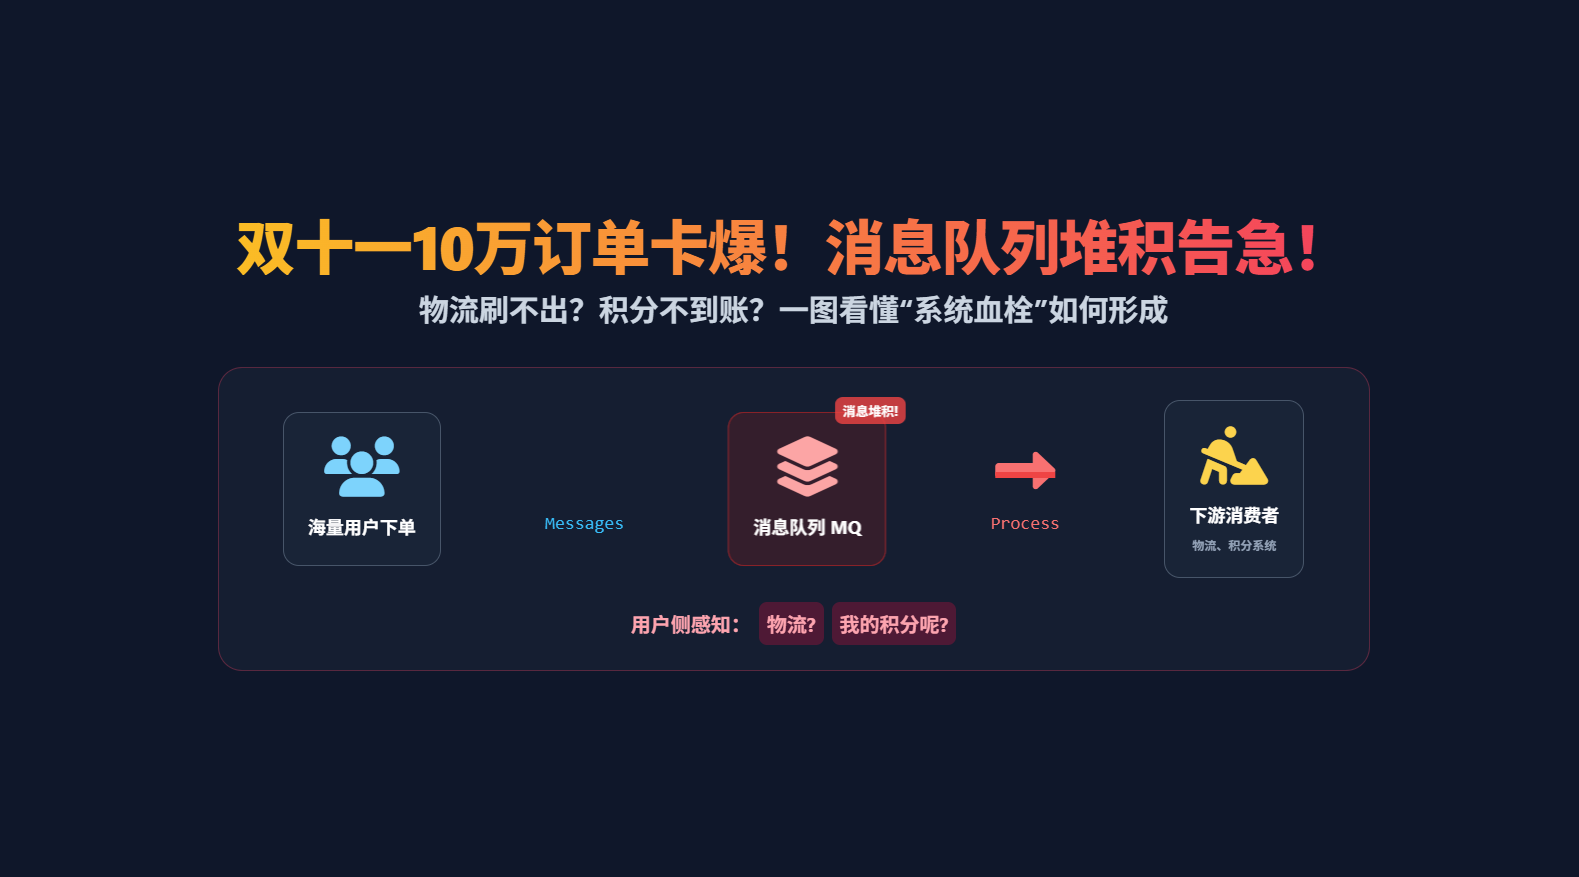 双十一10万订单卡爆！消息队列堆积告急！
物流刷不出？积分不到账？一图看懂“系统血栓”如何形成
消息堆积!
海量用户下单
Messages
消息队列 MQ
Process
下游消费者
物流、积分系统
用户侧感知：
物流?
我的积分呢?